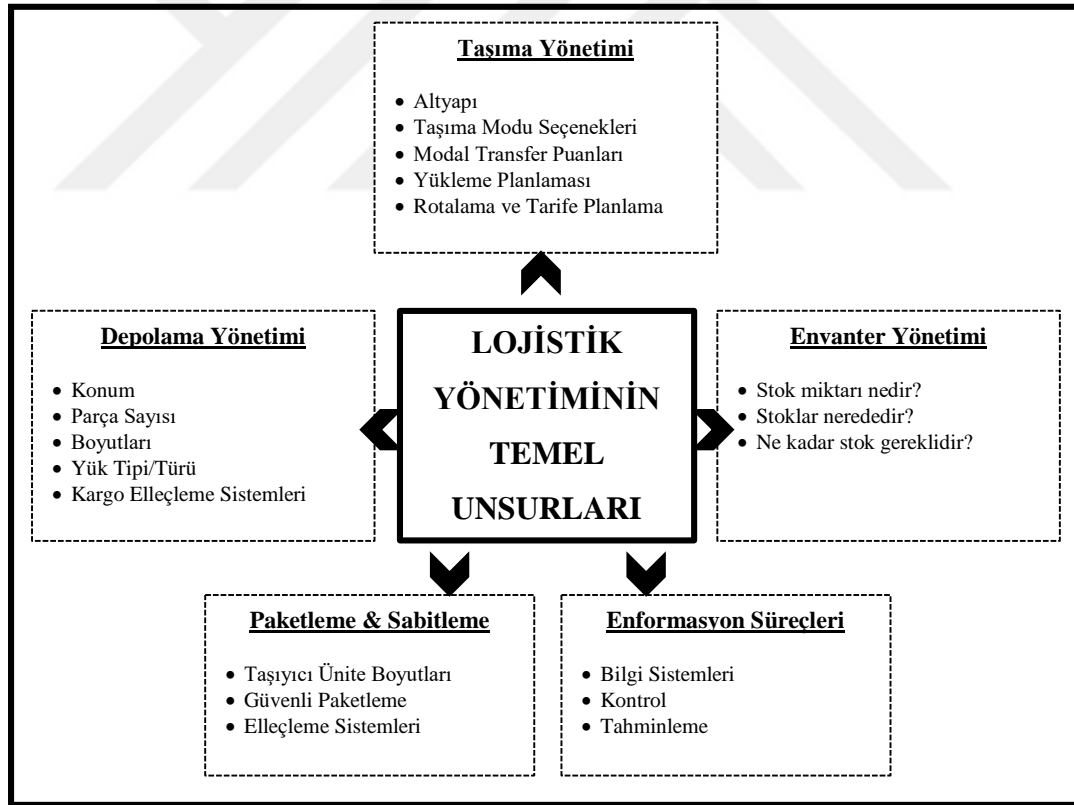 Taşıma Yönetimi
• Altyapı
• Taşıma Modu Seçenekleri
• Modal Transfer Puanları
• Yükleme Planlaması
• Rotalama ve Tarife Planlama
Depolama Yönetimi
• Konum
• Parça Sayısı
• Boyutları
• Yük Tipi/Türü
• Kargo Elleçleme Sistemleri
LOJİSTİK
YÖNETİMİNİN
TEMEL
UNSURLARI
Envanter Yönetimi
• Stok miktarı nedir?
• Stoklar nerededir?
• Ne kadar stok gereklidir?
Paketleme & Sabitleme
• Taşıyıcı Ünite Boyutları
• Güvenli Paketleme
• Elleçleme Sistemleri
Enformasyon Süreçleri
• Bilgi Sistemleri
• Kontrol
• Tahminleme